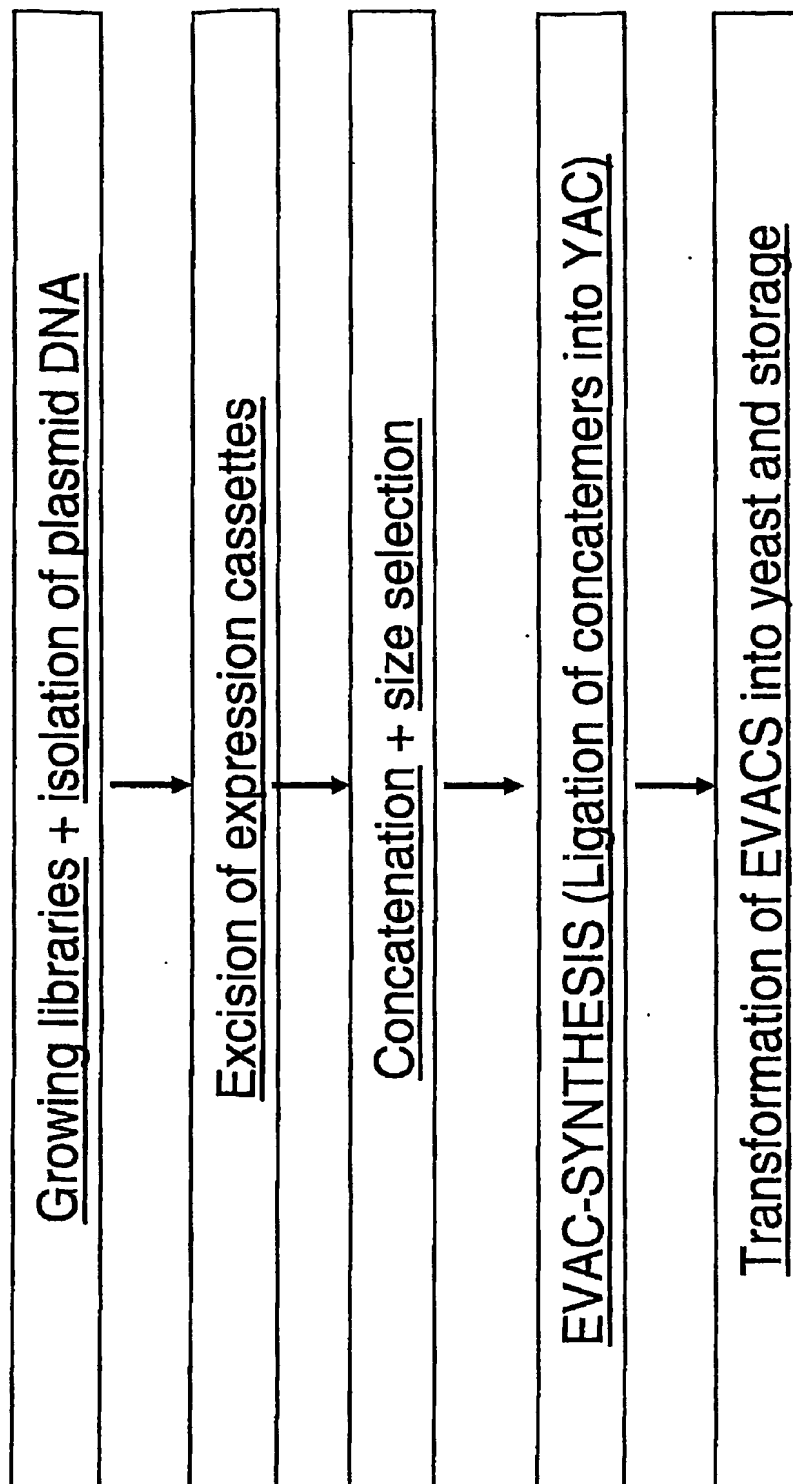 Growing libraries + isolation of plasmid DNA
Excision of expression cassettes
Concatenation + size selection
EVAC-SYNTHESIS (Ligation of concatemers into YAC)
Transformation of EVACS into yeast and storage